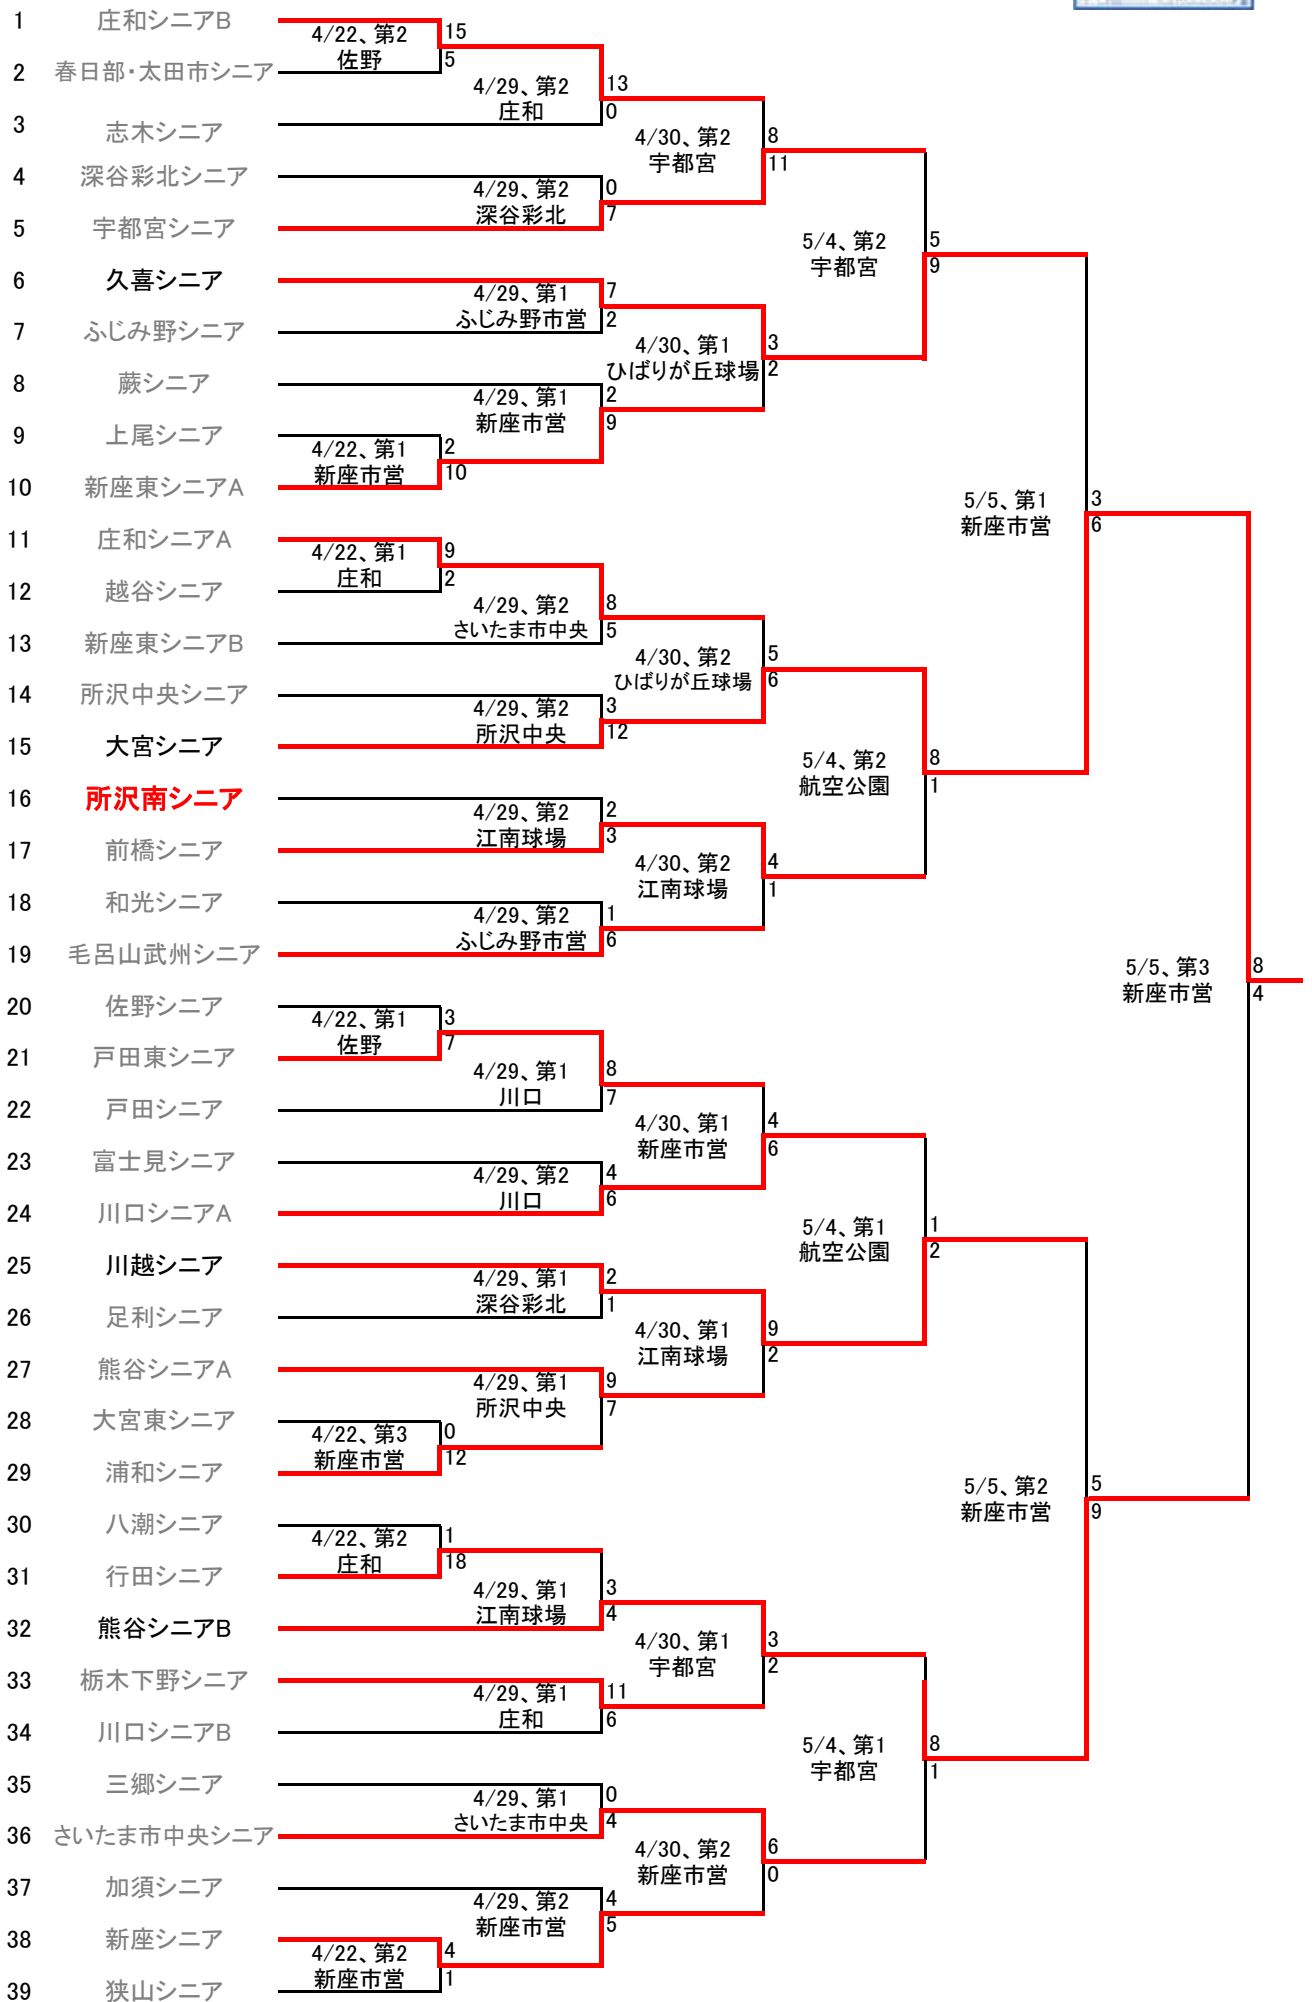 1 庄和シニアB
4/22、第2 15
佐野 5
2 春日部・太田市シニア
4/29、第2 13
庄和 0
3 志木シニア
4/30、第2 8
宇都宮 11
4 深谷彩北シニア
4/29、第2 0
深谷彩北 7
5 宇都宮シニア
5/4、第2 5
宇都宮 9
6 久喜シニア
4/29、第1 7
ふじみ野市営 2
7 ふじみ野シニア
4/30、第1 3
ひばりが丘球場 2
8 蕨シニア
4/29、第1 2
新座市営 9
9 上尾シニア
4/22、第1 2
新座市営 10
10 新座東シニアA
5/5、第1 3
新座市営 6
11 庄和シニアA
4/22、第1 9
庄和 2
12 越谷シニア
4/29、第2 8
さいたま市中央 5
13 新座東シニアB
4/30、第2 5
ひばりが丘球場 6
14 所沢中央シニア
4/29、第2 3
所沢中央 12
15 大宮シニア
5/4、第2 8
航空公園 1
16 所沢南シニア
4/29、第2 2
江南球場 3
17 前橋シニア
4/30、第2 4
江南球場 1
18 和光シニア
4/29、第2 1
ふじみ野市営 6
19 毛呂山武州シニア
5/5、第3 8
新座市営 4
20 佐野シニア
4/22、第1 3
佐野 7
21 戸田東シニア
4/29、第1 8
川口 7
22 戸田シニア
4/30、第1 4
新座市営 6
23 富士見シニア
4/29、第2 4
川口 6
24 川口シニアA
5/4、第1 1
航空公園 2
25 川越シニア
4/29、第1 2
深谷彩北 1
26 足利シニア
4/30、第1 9
江南球場 2
27 熊谷シニアA
4/29、第1 9
所沢中央 7
28 大宮東シニア
4/22、第3 0
新座市営 12
29 浦和シニア
5/5、第2 5
新座市営 9
30 八潮シニア
4/22、第2 1
庄和 18
31 行田シニア
4/29、第1 3
江南球場 4
32 熊谷シニアB
4/30、第1 3
宇都宮 2
33 栃木下野シニア
4/29、第1 11
庄和 6
34 川口シニアB
5/4、第1 8
宇都宮 1
35 三郷シニア
4/29、第1 0
さいたま市中央 4
36 さいたま市中央シニア
4/30、第2 6
新座市営 0
37 加須シニア
4/29、第2 4
新座市営 5
38 新座シニア
4/22、第2 4
新座市営 1
39 狭山シニア